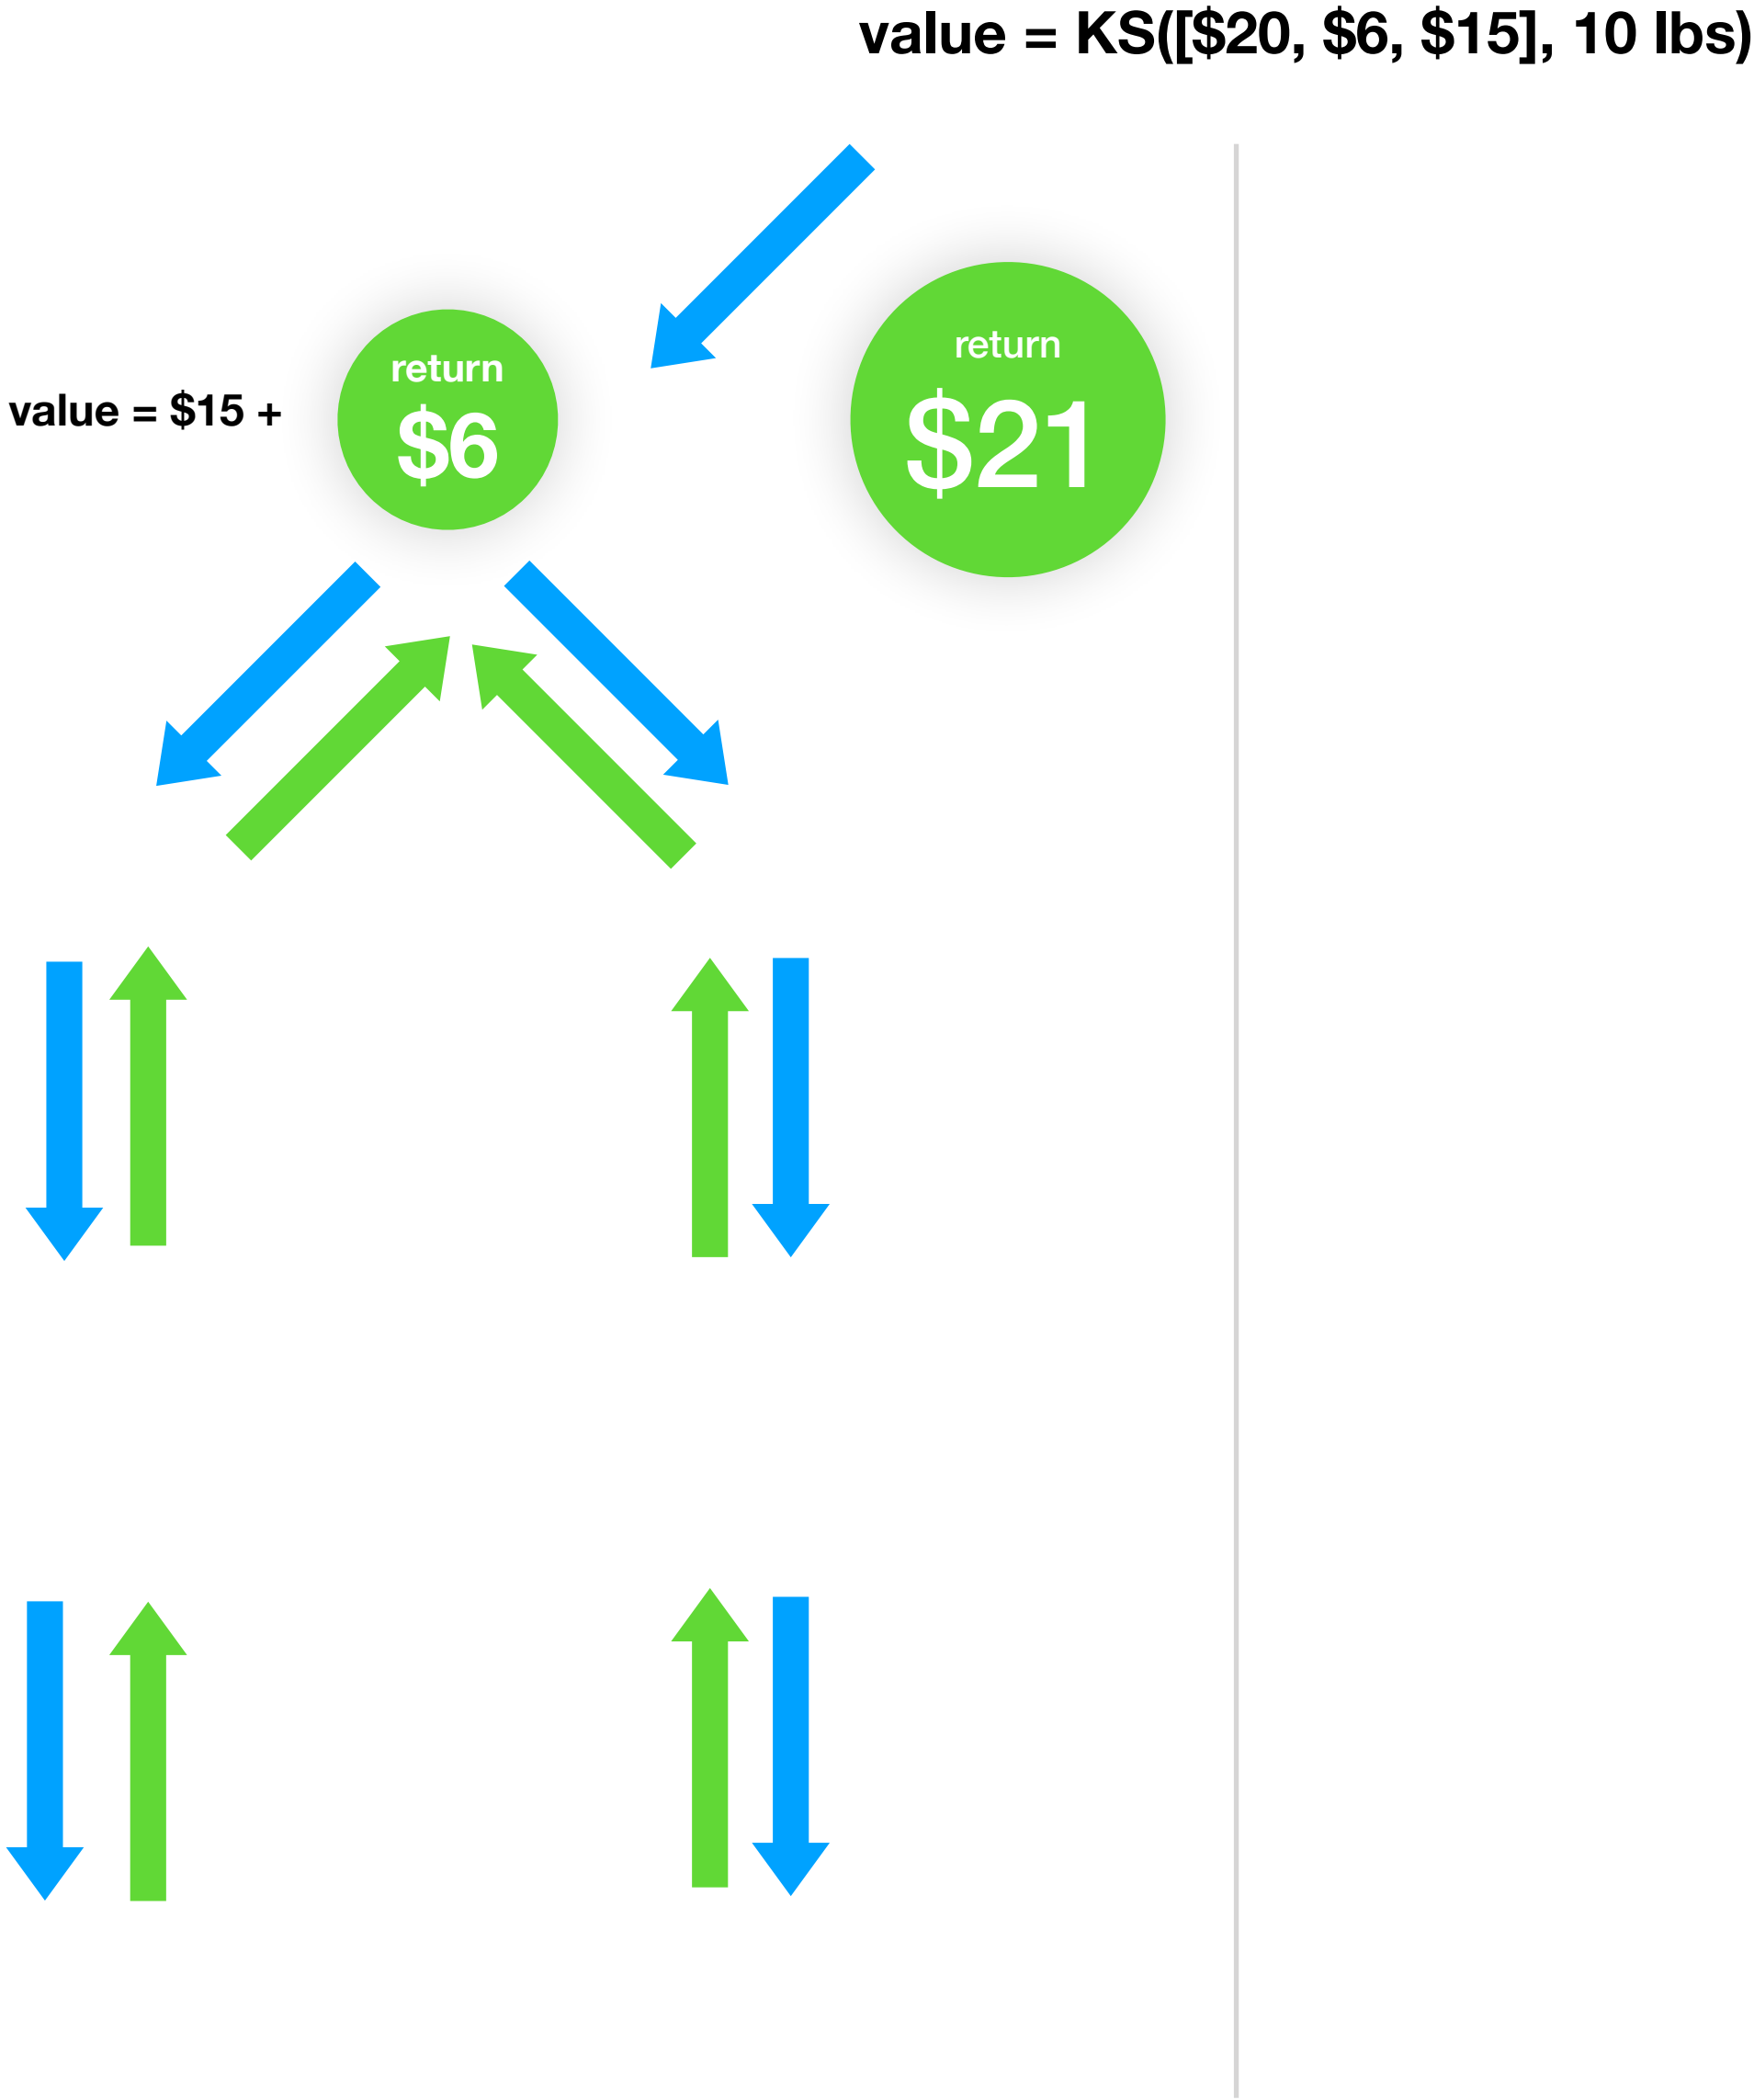 value = KS([$20, $6, $15], 10 lbs)
return
$21
value = $15 +
return
$6